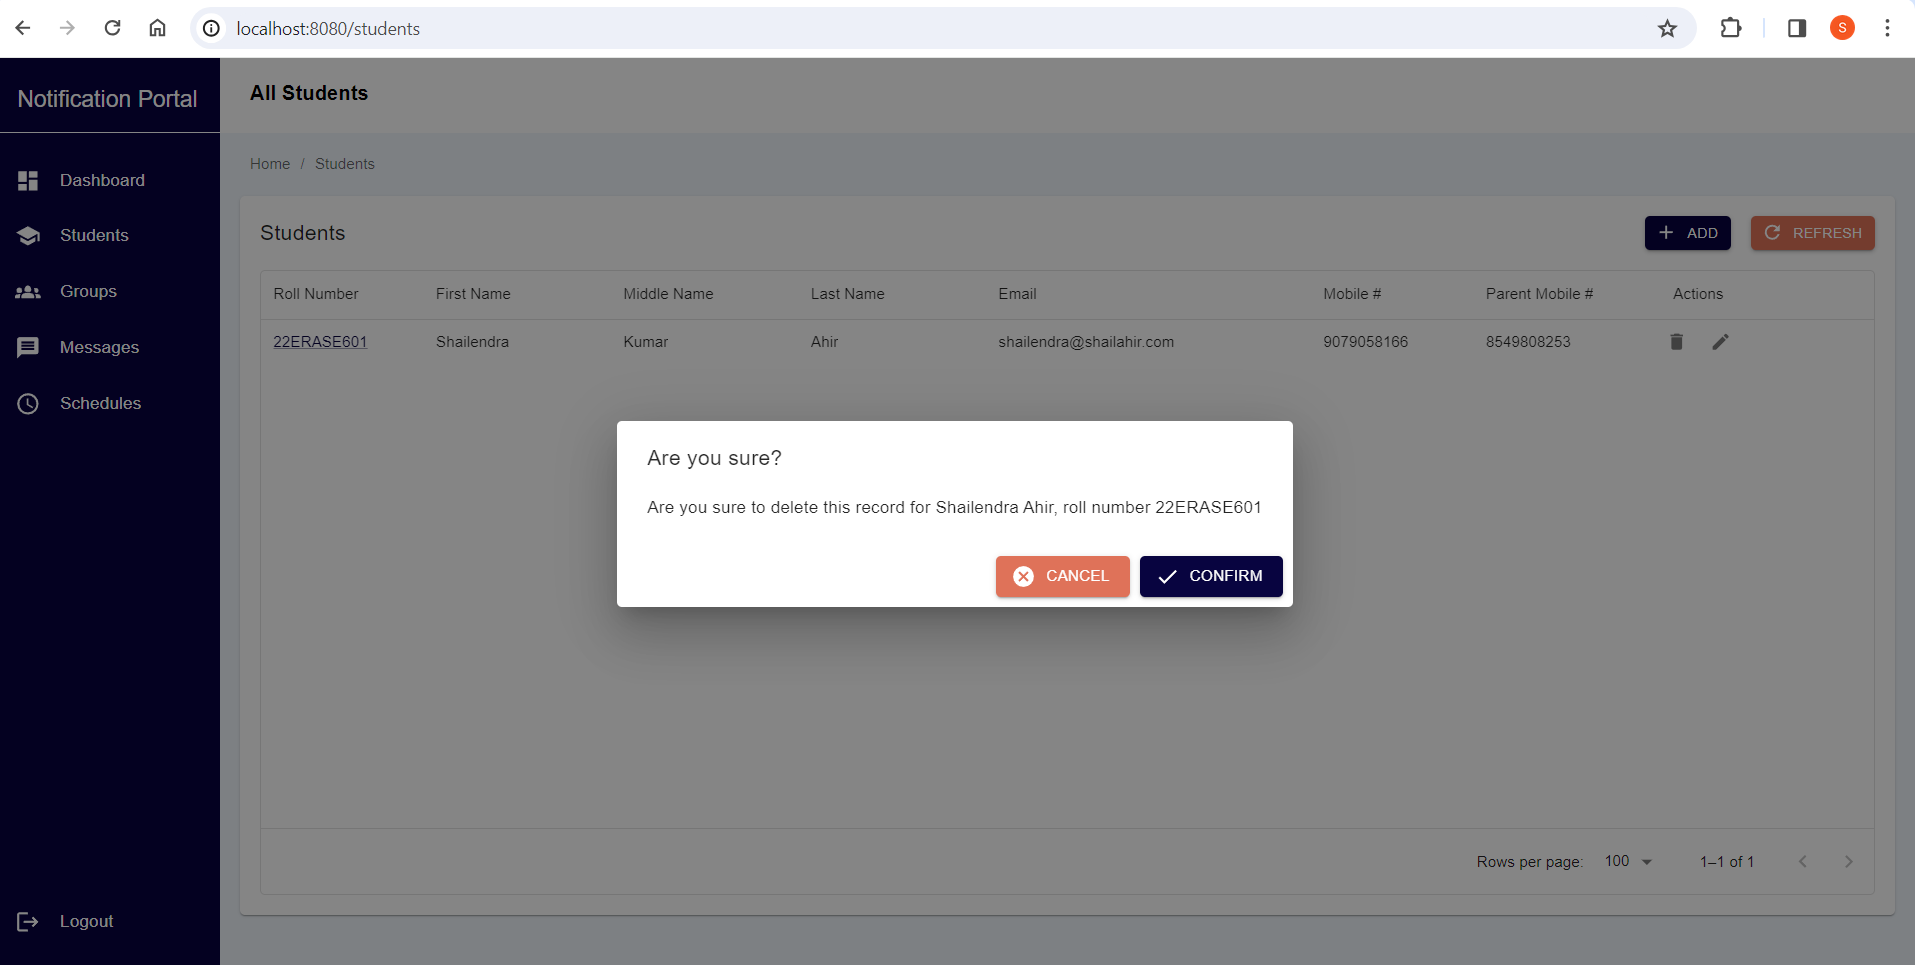 localhost:8080/students
S
Notification Portal
All Students
Home / Students
Dashboard
Students
Groups
Messages
Schedules
Logout
Students
ADD
REFRESH
Roll Number First Name Middle Name Last Name Email Mobile # Parent Mobile # Actions
22ERASE601 Shailendra Kumar Ahir shailendra@shailahir.com 9079058166 8549808253
Are you sure?
Are you sure to delete this record for Shailendra Ahir, roll number 22ERASE601
CANCEL
CONFIRM
Rows per page: 100 1–1 of 1